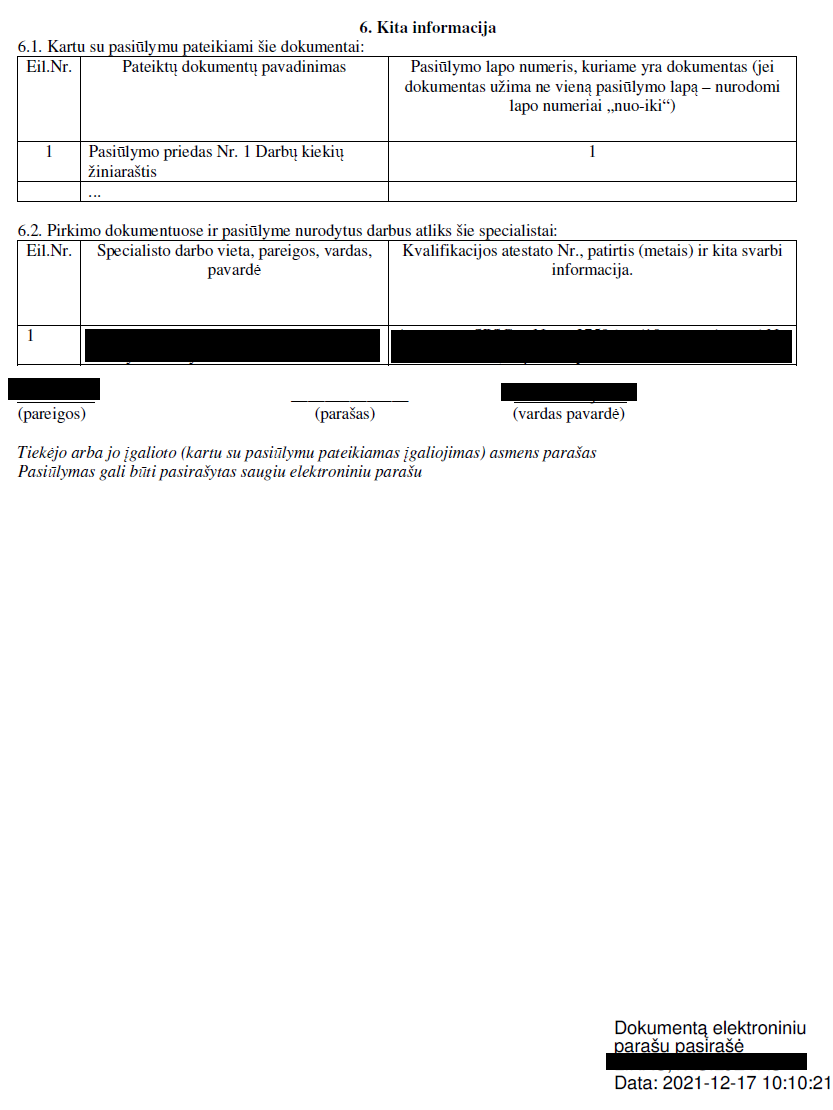 6. Kita informacija
6.1. Kartu su pasiūlymu pateikiami šie dokumentai:
Eil.Nr.
Pateiktų dokumentų pavadinimas
Pasiūlymo lapo numeris, kuriame yra dokumentas (jei
dokumentas užima ne vieną pasiūlymo lapą – nurodomi
lapo numeriai „nuo-iki“)
1
Pasiūlymo priedas Nr. 1 Darbų kiekių
žiniaraštis
1
...
6.2. Pirkimo dokumentuose ir pasiūlyme nurodytus darbus atliks šie specialistai:
Eil.Nr.
Specialisto darbo vieta, pareigos, vardas,
pavardė
Kvalifikacijos atestato Nr., patirtis (metais) ir kita svarbi
informacija.
1
(pareigos)
(parašas)
(vardas pavardė)
Tiekėjo arba jo įgalioto (kartu su pasiūlymu pateikiamas įgaliojimas) asmens parašas
Pasiūlymas gali būti pasirašytas saugiu elektroniniu parašu
Dokumentą elektroniniu
parašu pasirašė
Data: 2021-12-17 10:10:21